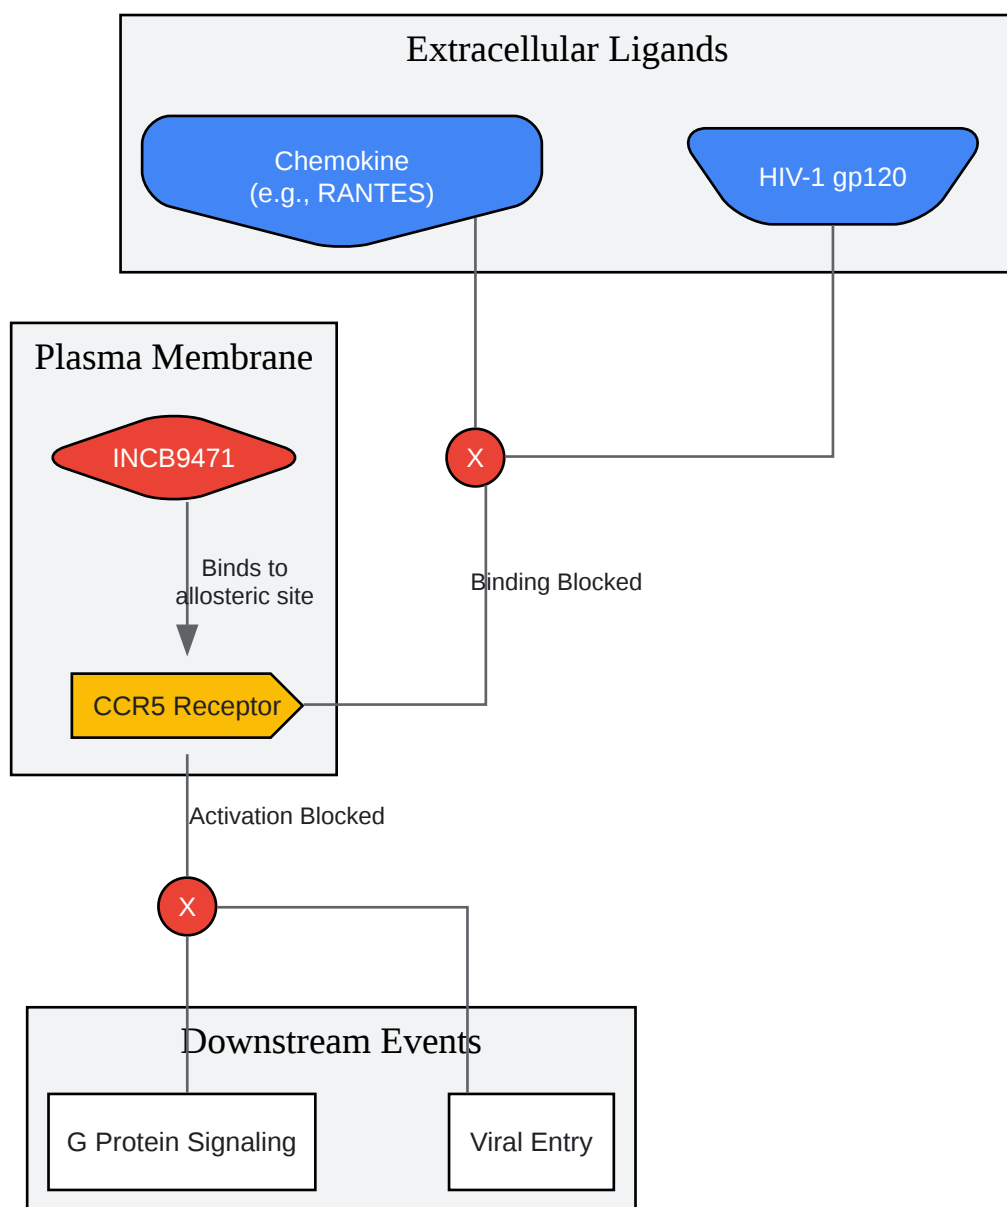 Extracellular Ligands
Chemokine
(e.g., RANTES)
HIV-1 gp120
Plasma Membrane
INCB9471
X
Binds to
allosteric site
Binding Blocked
CCR5 Receptor
Activation Blocked
X
Downstream Events
G Protein Signaling
Viral Entry